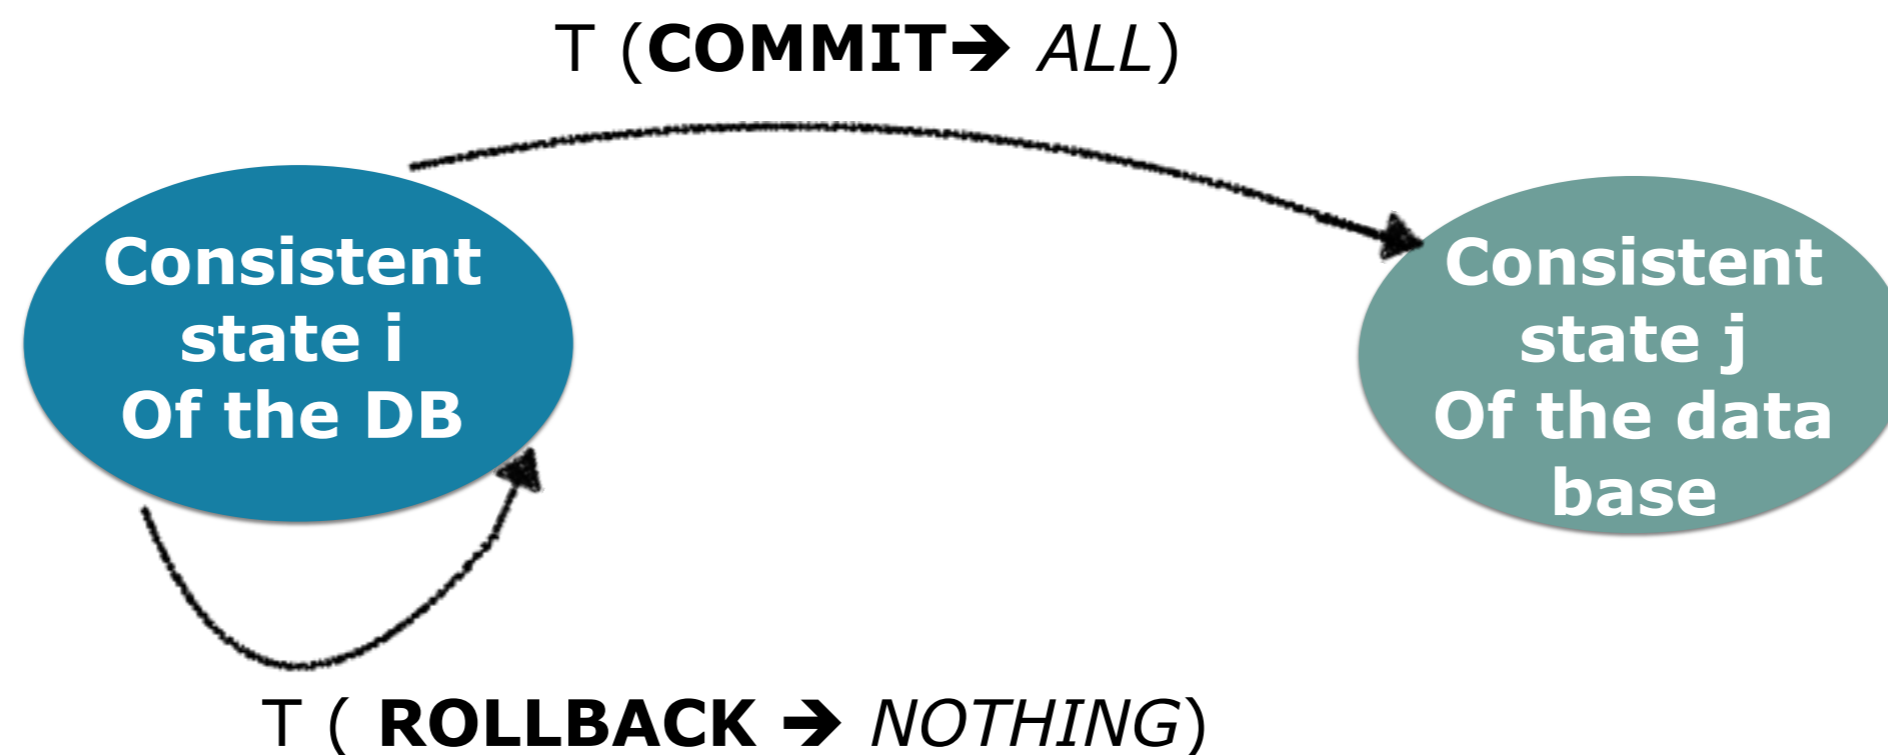 T (COMMIT➔ ALL)
Consistent
state i
Of the DB
Consistent
state j
Of the data
base
T ( ROLLBACK ➔ NOTHING)